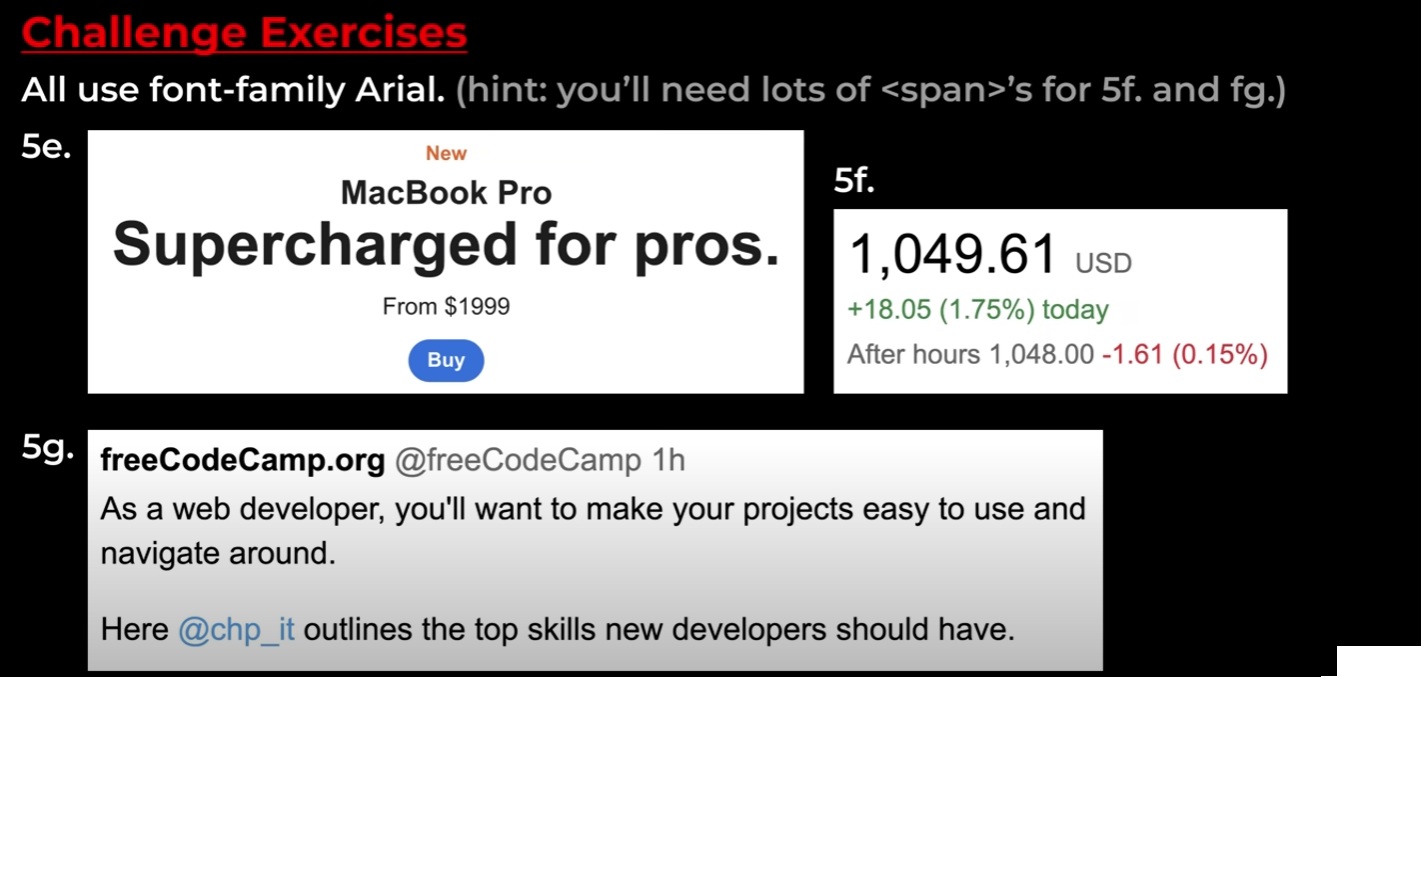 Challenge Exercises
All use font-family Arial. (hint: you’ll need lots of <span>’s for 5f. and fg.)
5e.
New
MacBook Pro
Supercharged for pros.
From $1999
Buy
5f.
1,049.61 USD
+18.05 (1.75%) today
After hours 1,048.00 -1.61 (0.15%)
5g.
freeCodeCamp.org @freeCodeCamp 1h
As a web developer, you'll want to make your projects easy to use and
navigate around.
Here @chp_it outlines the top skills new developers should have.